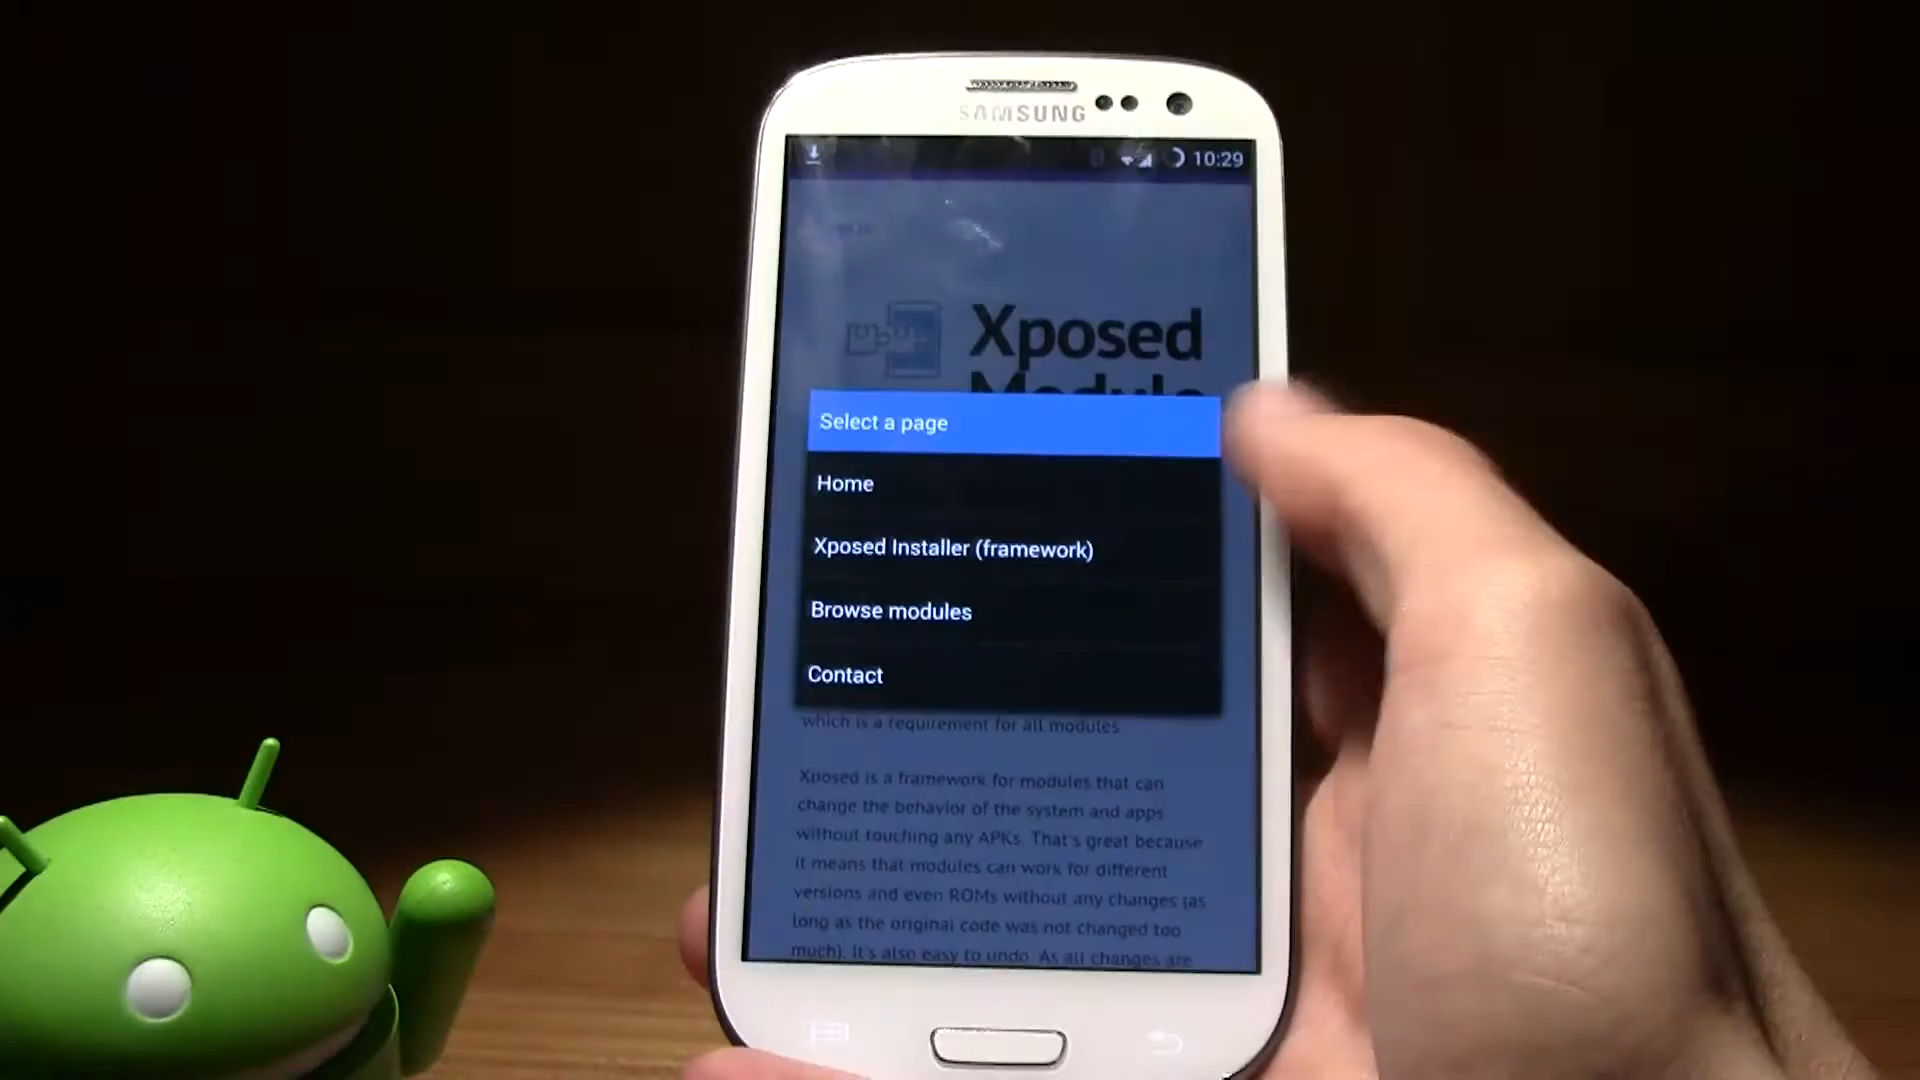 SAMSUNG
10:29
Xposed
Module
Select a page
Home
Xposed Installer (framework)
Browse modules
Contact
which is a requirement for all modules
Xposed is a framework for modules that can
change the behavior of the system and apps
without touching any APKs. That's great because
it means that modules can work for different
versions and even ROMs without any changes (as
long as the original code was not changed too
much). It's also easy to undo. As all changes are